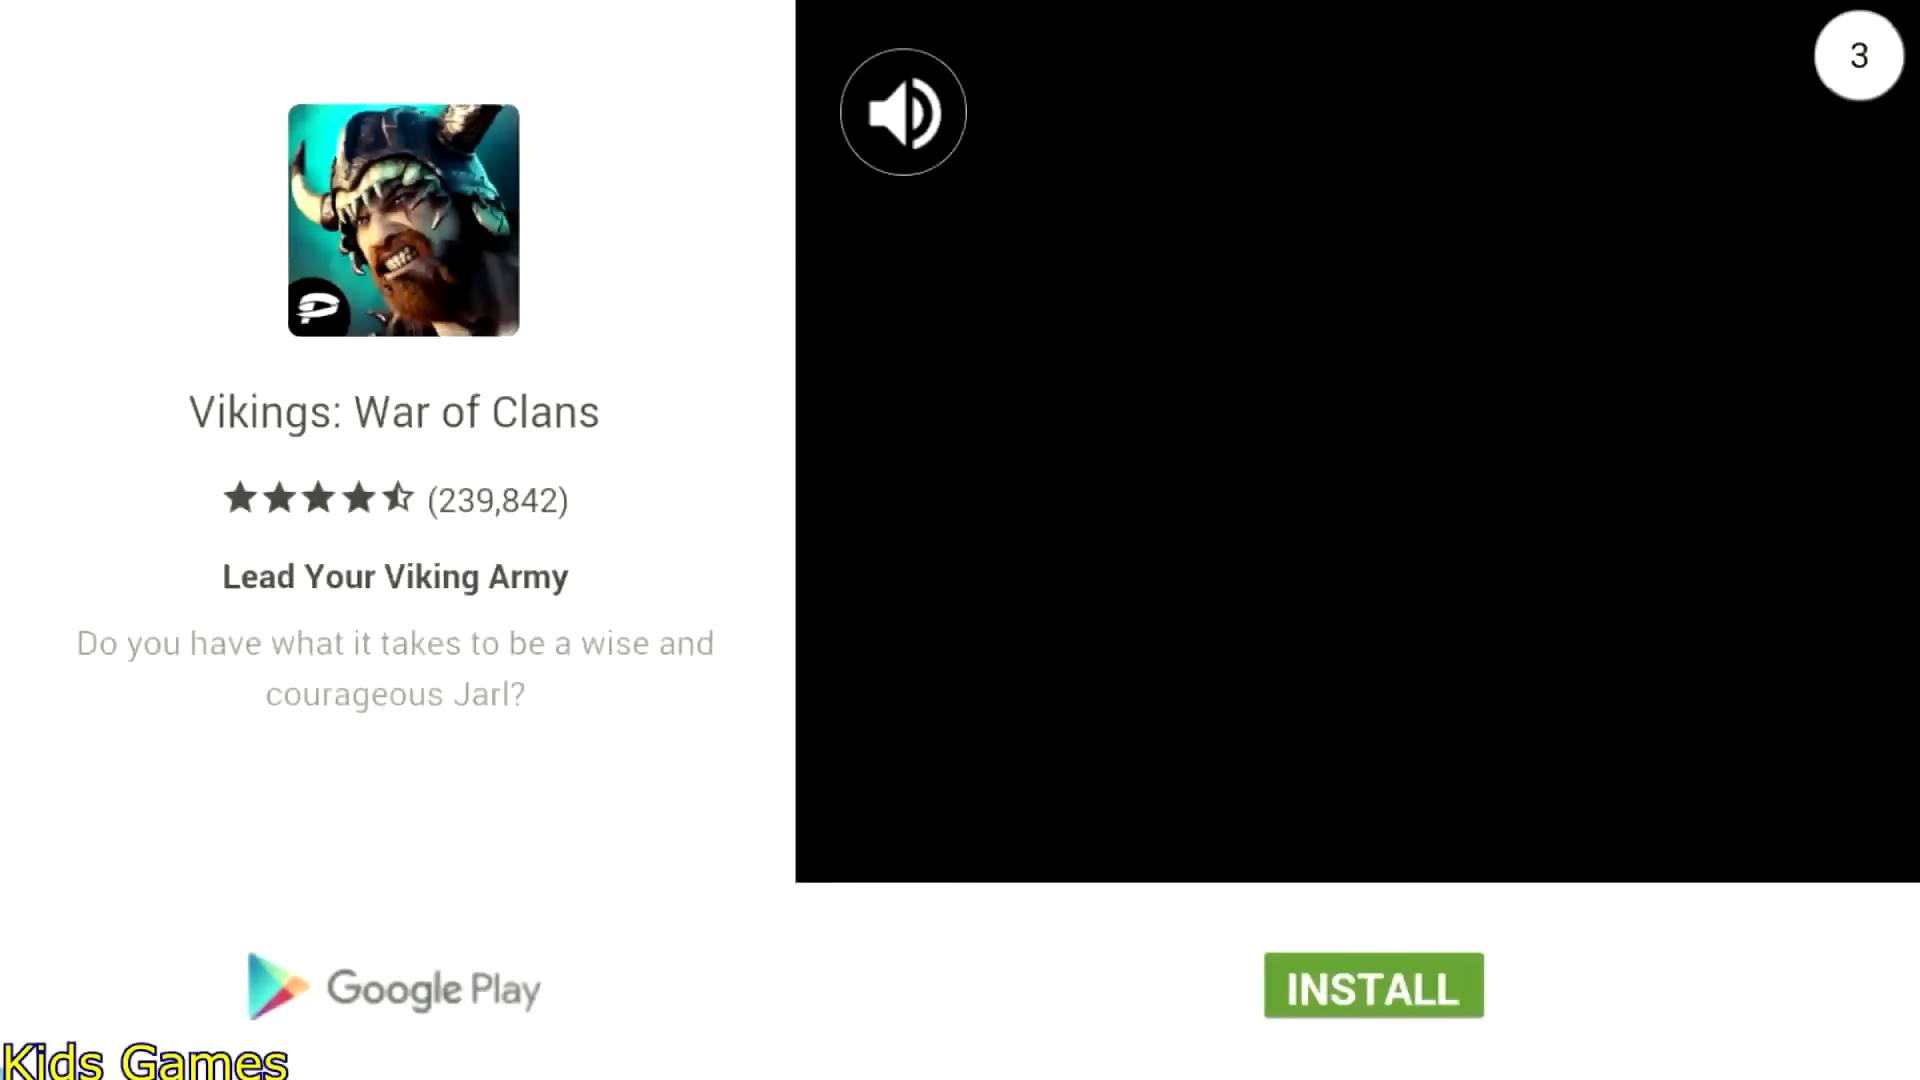 3
Vikings: War of Clans
(239,842)
Lead Your Viking Army
Do you have what it takes to be a wise and
courageous Jarl?
Google Play
INSTALL
Kids Games